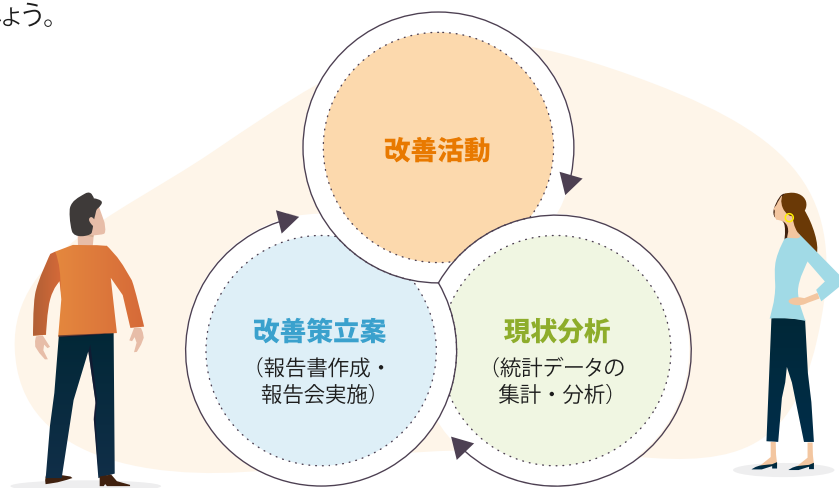 ょう。
改善活動
改善策立案
（報告書作成・
報告会実施）
現状分析
（統計データの
集計・分析）